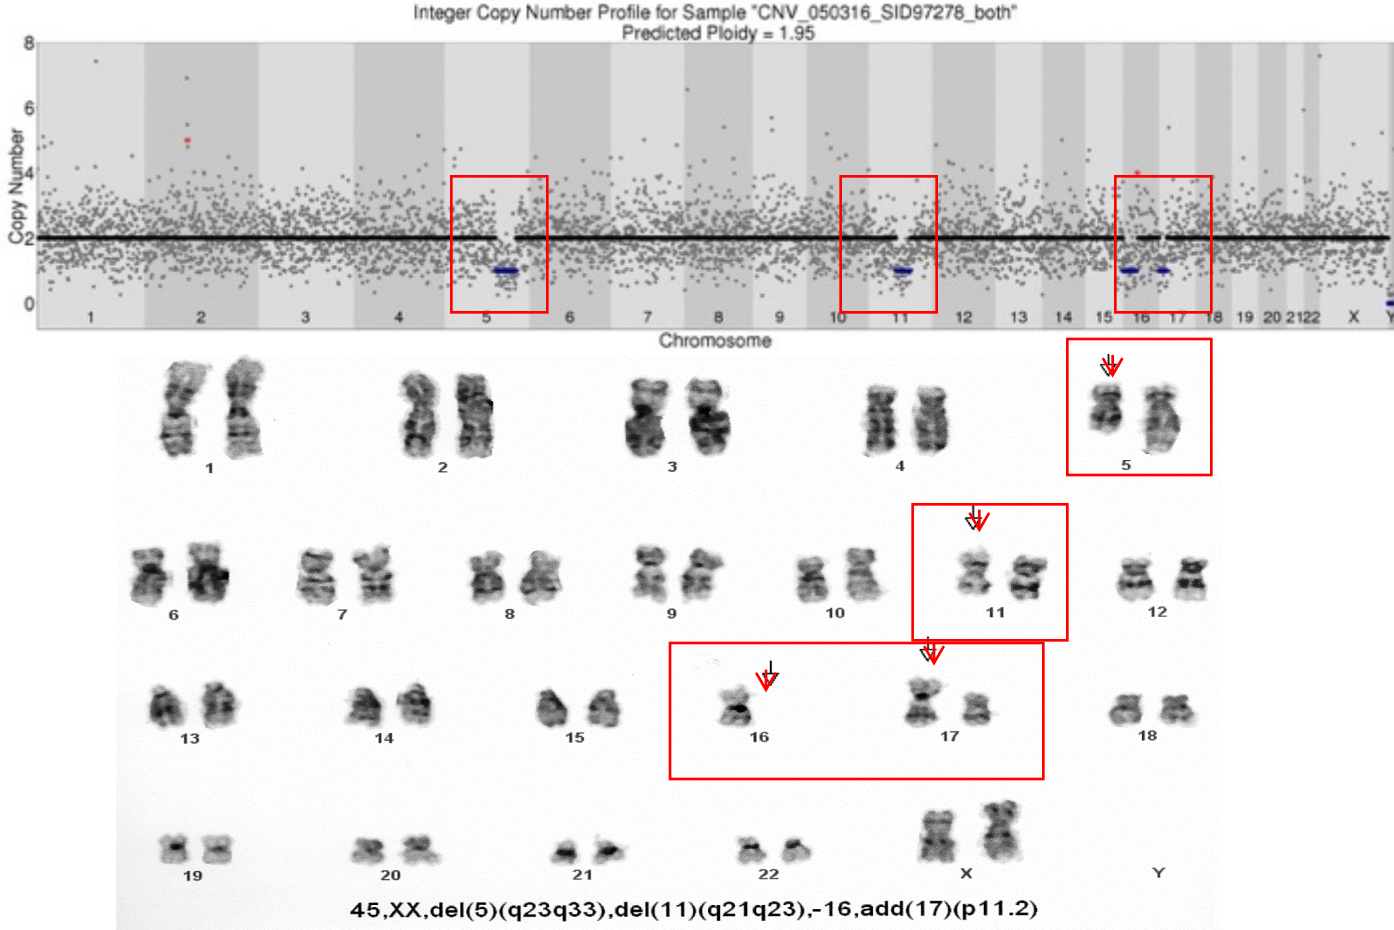 Integer Copy Number Profile for Sample "CNV_050316_SID97278_both"
Predicted Ploidy = 1.95
Copy Number
8
6
4
2
0
1 2 3 4 5 6 7 8 9 10 11 12 13 14 15 16 17 18 19 20 21 22 X Y
Chromosome
1 2 3 4 5
6 7 8 9 10 11 12
13 14 15 16 17 18
19 20 21 22 X Y
45,XX,del(5)(q23q33),del(11)(q21q23),-16,add(17)(p11.2)